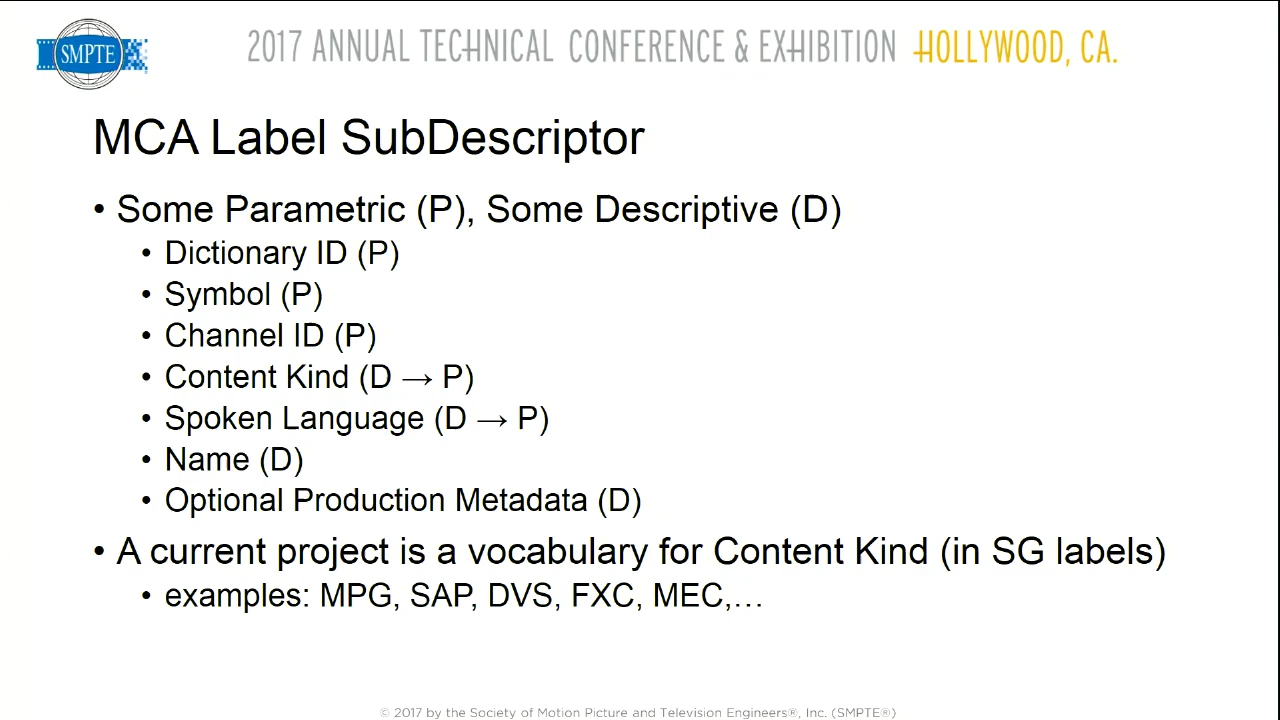 SMPTE
2017 ANNUAL TECHNICAL CONFERENCE & EXHIBITION HOLLYWOOD, CA.
MCA Label SubDescriptor
• Some Parametric (P), Some Descriptive (D)
• Dictionary ID (P)
• Symbol (P)
• Channel ID (P)
• Content Kind (D → P)
• Spoken Language (D → P)
• Name (D)
• Optional Production Metadata (D)
• A current project is a vocabulary for Content Kind (in SG labels)
• examples: MPG, SAP, DVS, FXC, MEC,…
© 2017 by the Society of Motion Picture and Television Engineers®, Inc. (SMPTE®)